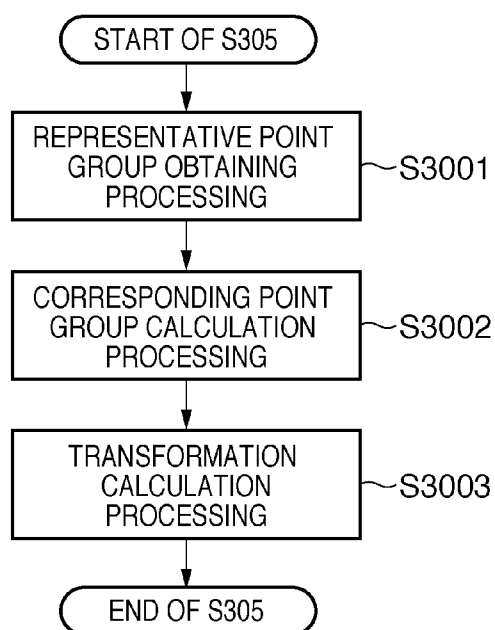 START OF S305
REPRESENTATIVE POINT
GROUP OBTAINING
PROCESSING
S3001
CORRESPONDING POINT
GROUP CALCULATION
PROCESSING
S3002
TRANSFORMATION
CALCULATION
PROCESSING
S3003
END OF S305